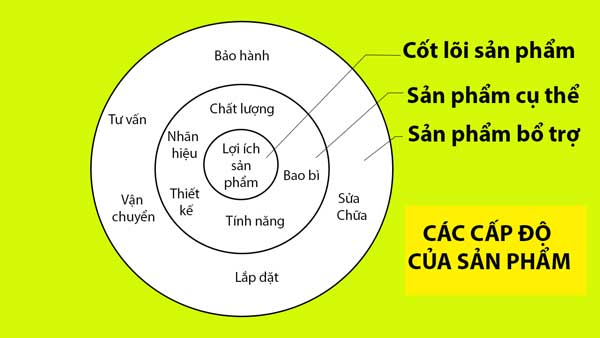 Bảo hành
Cốt lõi sản phẩm
Sản phẩm cụ thể
Chất lượng
Tư vấn
Sản phẩm bổ trợ
Nhãn
hiệu
Lợi ích
sản
phẩm
Bao bì
Thiết
kế
Vận
chuyển
Sửa
Chữa
Tính năng
Lắp dặt
CÁC CẤP ĐỘ
CỦA SẢN PHẨM